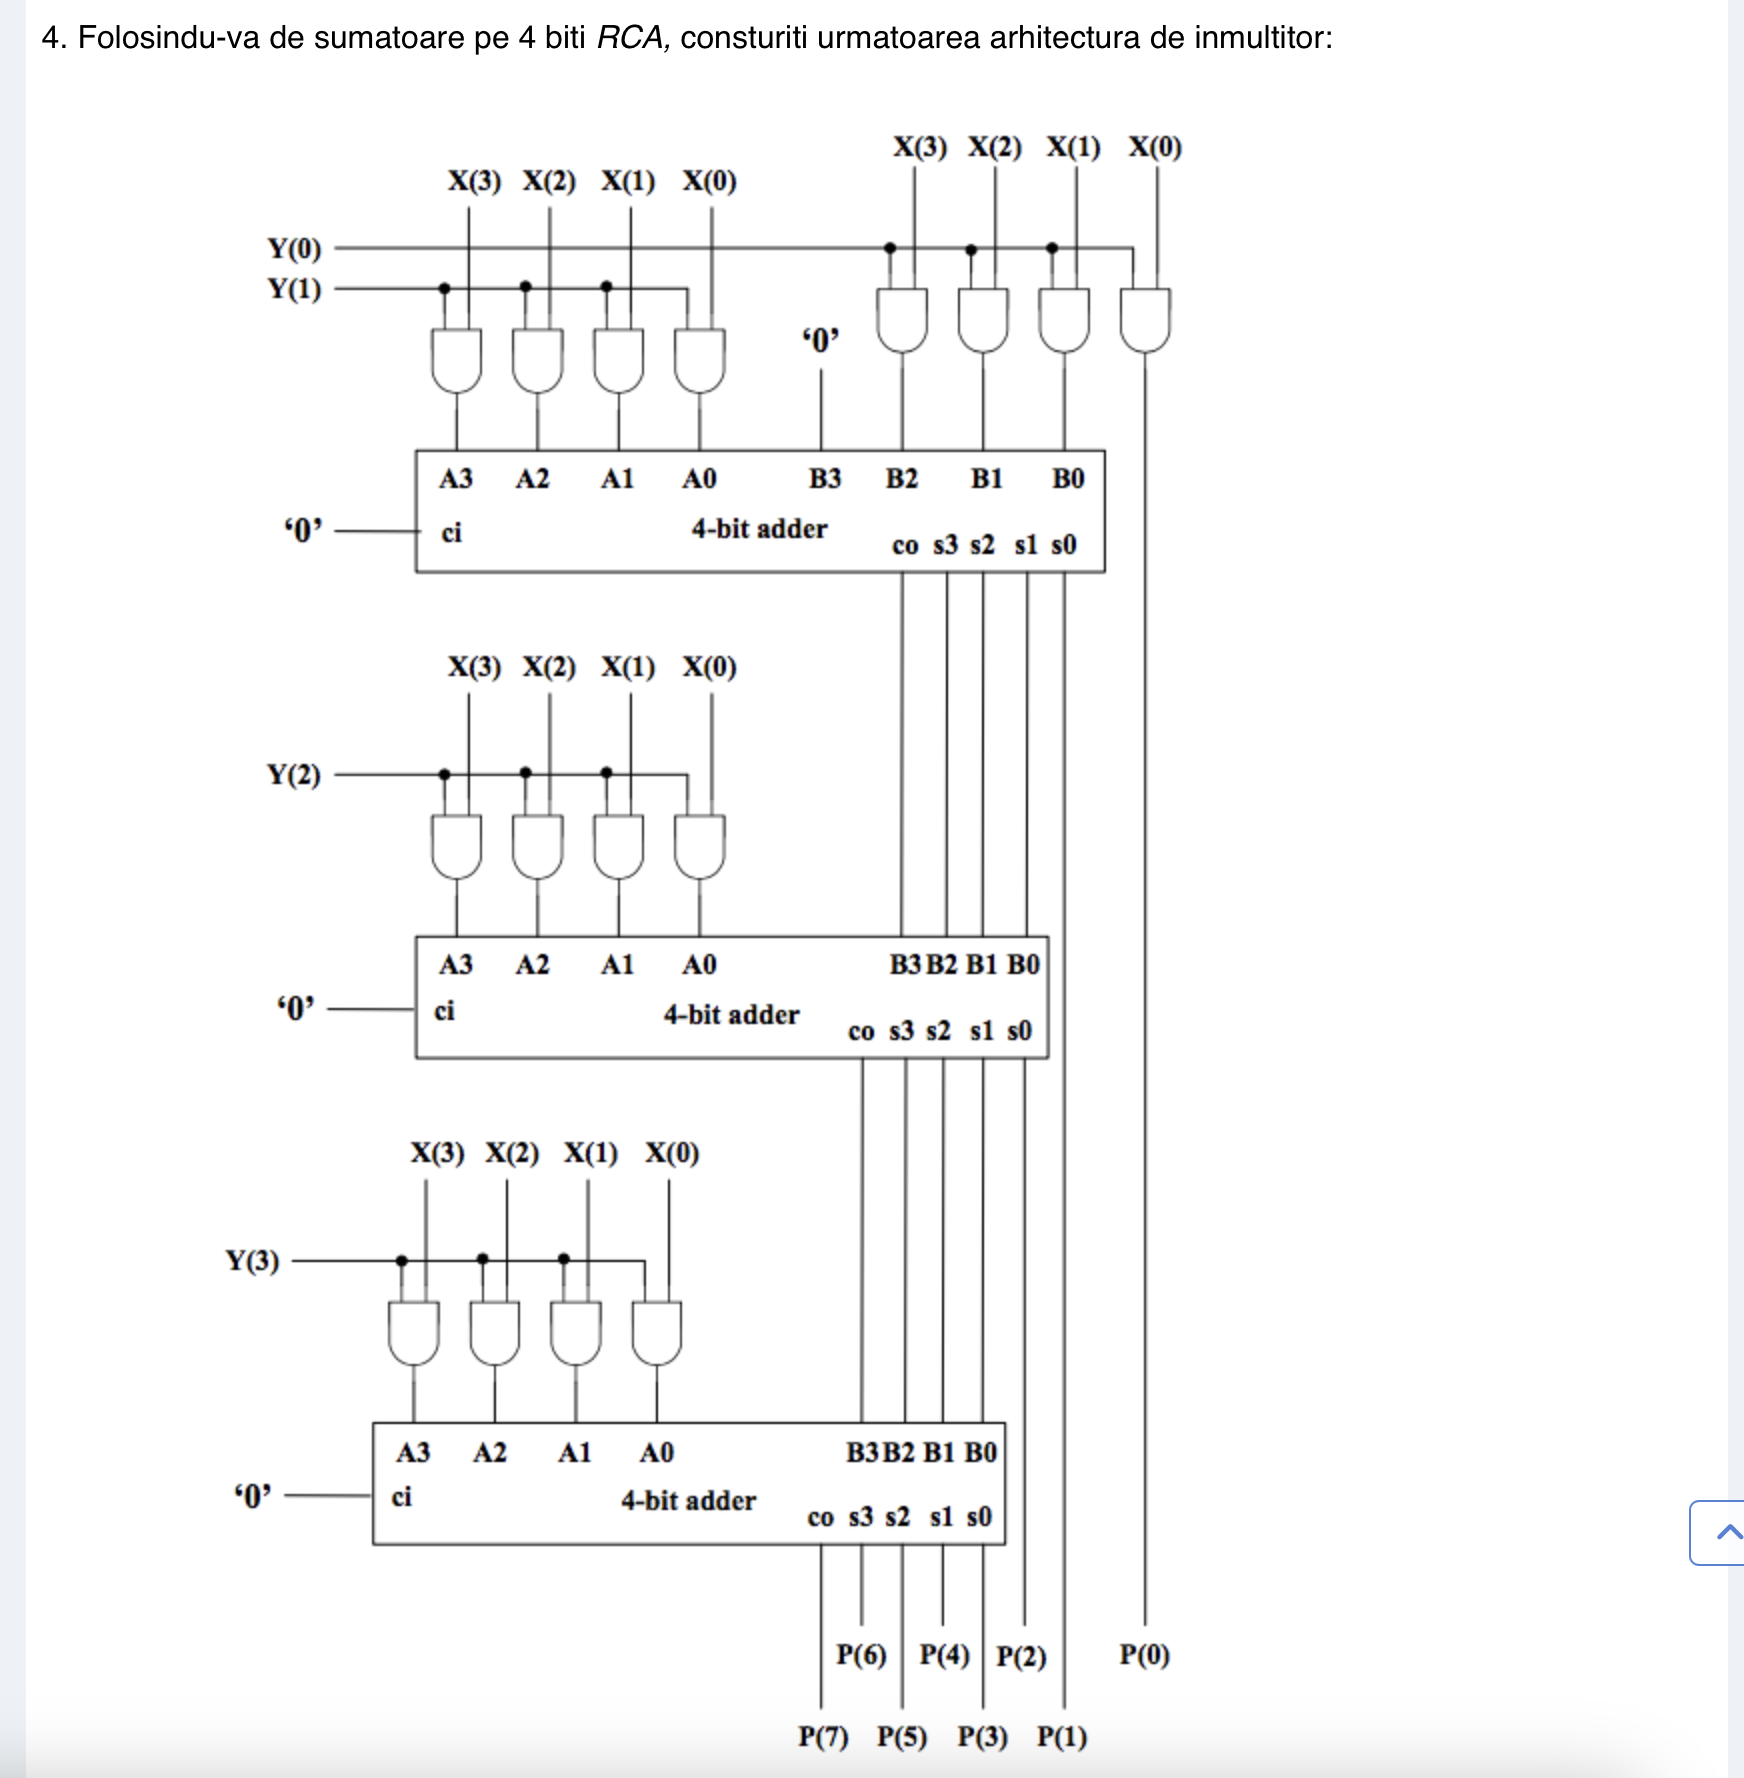 4. Folosindu-va de sumatoare pe 4 biti RCA, consturiti urmatoarea arhitectura de inmultitor:
X(3) X(2) X(1) X(0)
X(3) X(2) X(1) X(0)
Y(0)
Y(1)
‘0’
A3 A2 A1 A0 B3 B2 B1 B0
‘0’ ci 4-bit adder
co s3 s2 s1 s0
X(3) X(2) X(1) X(0)
Y(2)
A3 A2 A1 A0 B3 B2 B1 B0
‘0’ ci 4-bit adder
co s3 s2 s1 s0
X(3) X(2) X(1) X(0)
Y(3)
A3 A2 A1 A0 B3 B2 B1 B0
‘0’ ci 4-bit adder
co s3 s2 s1 s0
P(6) P(4) P(2) P(0)
P(7) P(5) P(3) P(1)